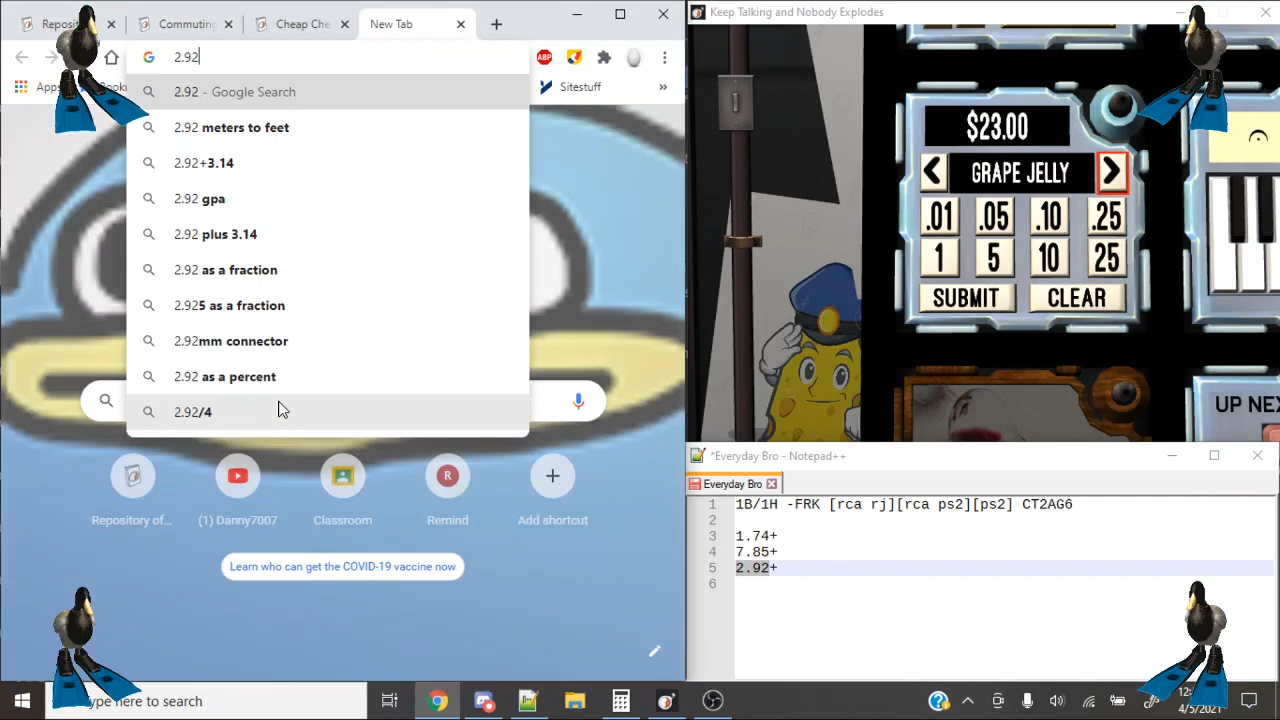 Reposit
Cheap Che
New Tab
2.92
Sitestuff
»
2.92 - Google Search
2.92 meters to feet
2.92+3.14
2.92 gpa
2.92 plus 3.14
2.92 as a fraction
2.925 as a fraction
2.92mm connector
2.92 as a percent
2.92/4
Repository of...
(1) Danny7007
Classroom
R
Remind
Add shortcut
Learn who can get the COVID-19 vaccine now
Keep Talking and Nobody Explodes
$23.00
GRAPE JELLY
.01 .05 .10 .25
1 5 10 25
SUBMIT CLEAR
*Everyday Bro - Notepad++
Everyday Bro
1 1B/1H -FRK [rca rj][rca ps2][ps2] CT2AG6
2
3 1.74+
4 7.85+
5 2.92+
6
ype here to search
4/5/2021
ABP